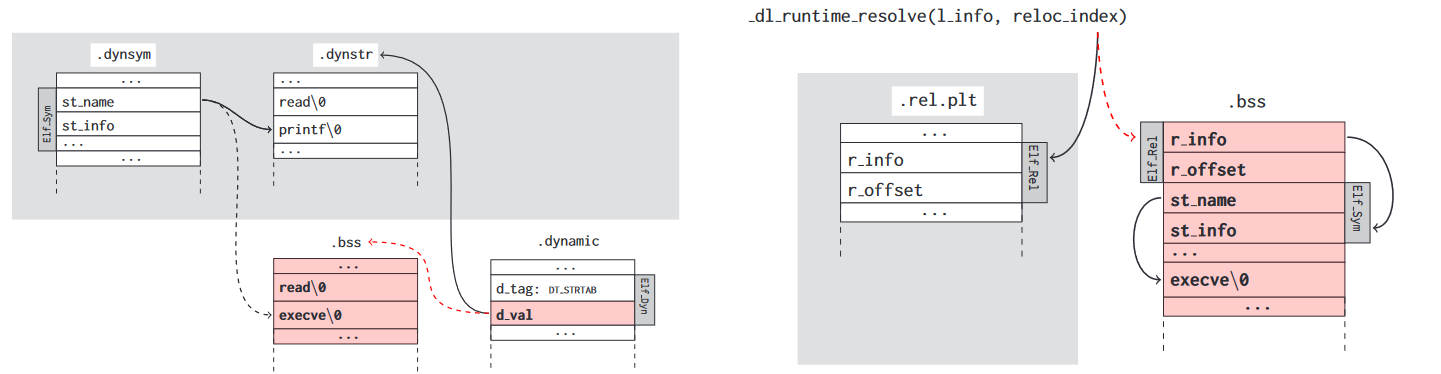 .dynsym
...
st_name
st_info
...
...
Elf_Sym
.dynstr
...
read\0
printf\0
...
.bss
...
read\0
execve\0
...
.dynamic
...
d_tag: DT_STRTAB
d_val
...
Elf_Dyn
_dl_runtime_resolve(l_info, reloc_index)
.rel.plt
...
r_info
r_offset
...
Elf_Rel
.bss
Elf_Rel
r_info
r_offset
st_name
st_info
...
execve\0
...
Elf_Sym